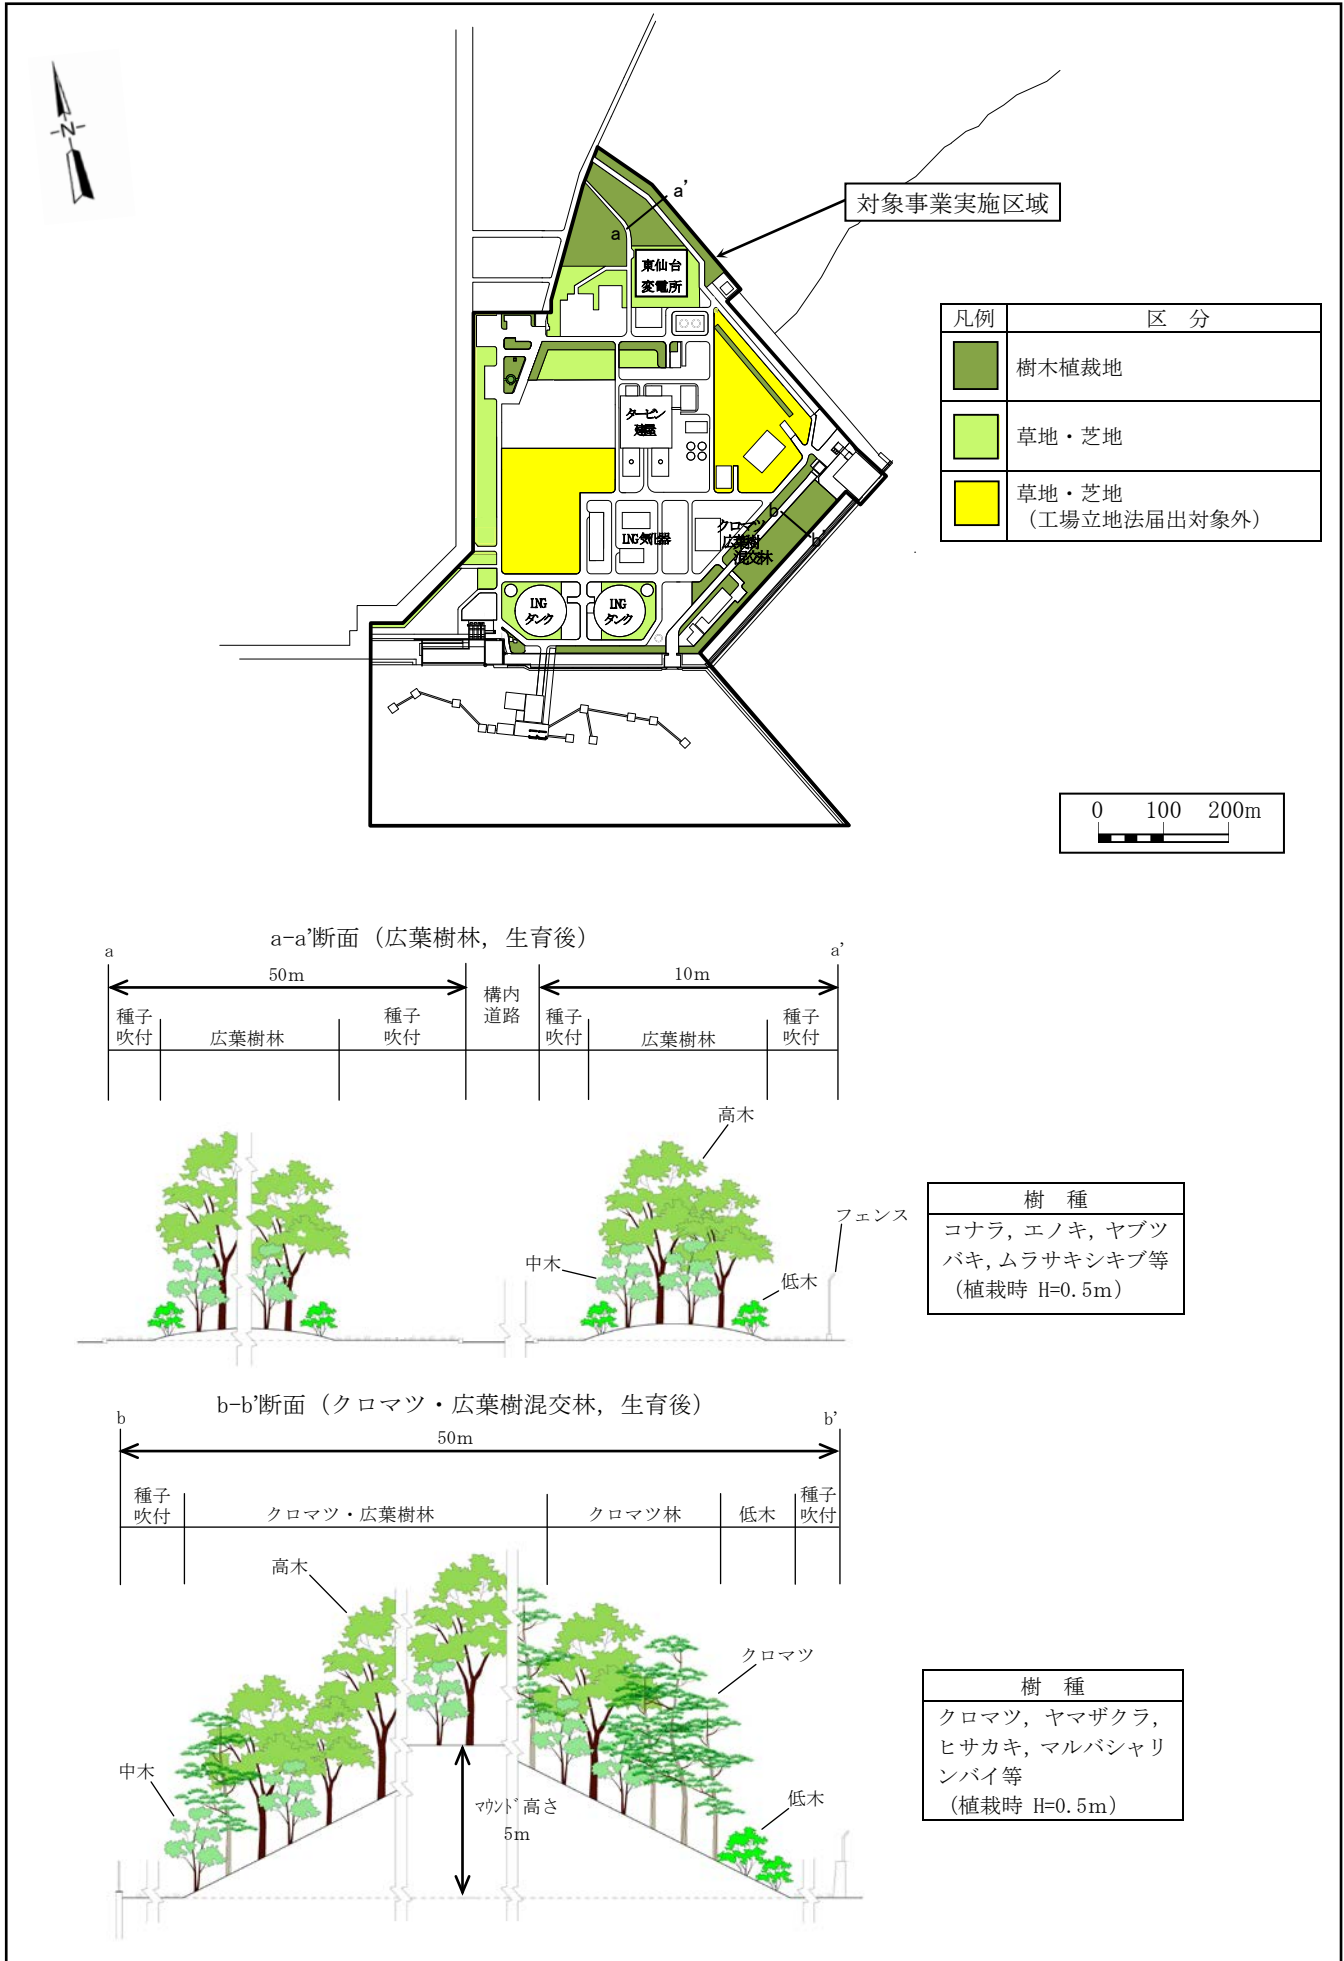 N
対象事業実施区域
a'
a
東仙台
変電所
凡例 区　分
樹木植裁地
草地・芝地
草地・芝地
（工場立地法届出対象外）
タービン
建屋
b
b'
クロマツ
広葉樹
混交林
LNG気化器
LNG
タンク
LNG
タンク
0 100 200m
a-a'断面（広葉樹林，生育後）
a a'
50m 10m
構内
道路
種子
吹付
広葉樹林
種子
吹付
種子
吹付
広葉樹林
種子
吹付
高木
フェンス
中木
低木
樹　種
コナラ，エノキ，ヤブツ
バキ，ムラサキシキブ等
（植栽時 H=0.5m）
b-b'断面（クロマツ・広葉樹混交林，生育後）
b b'
50m
種子
吹付
クロマツ・広葉樹林
クロマツ林
低木
種子
吹付
高木
クロマツ
中木
マウンド高さ
5m
低木
樹　種
クロマツ，ヤマザクラ，
ヒサカキ，マルバシャリ
ンバイ等
（植栽時 H=0.5m）